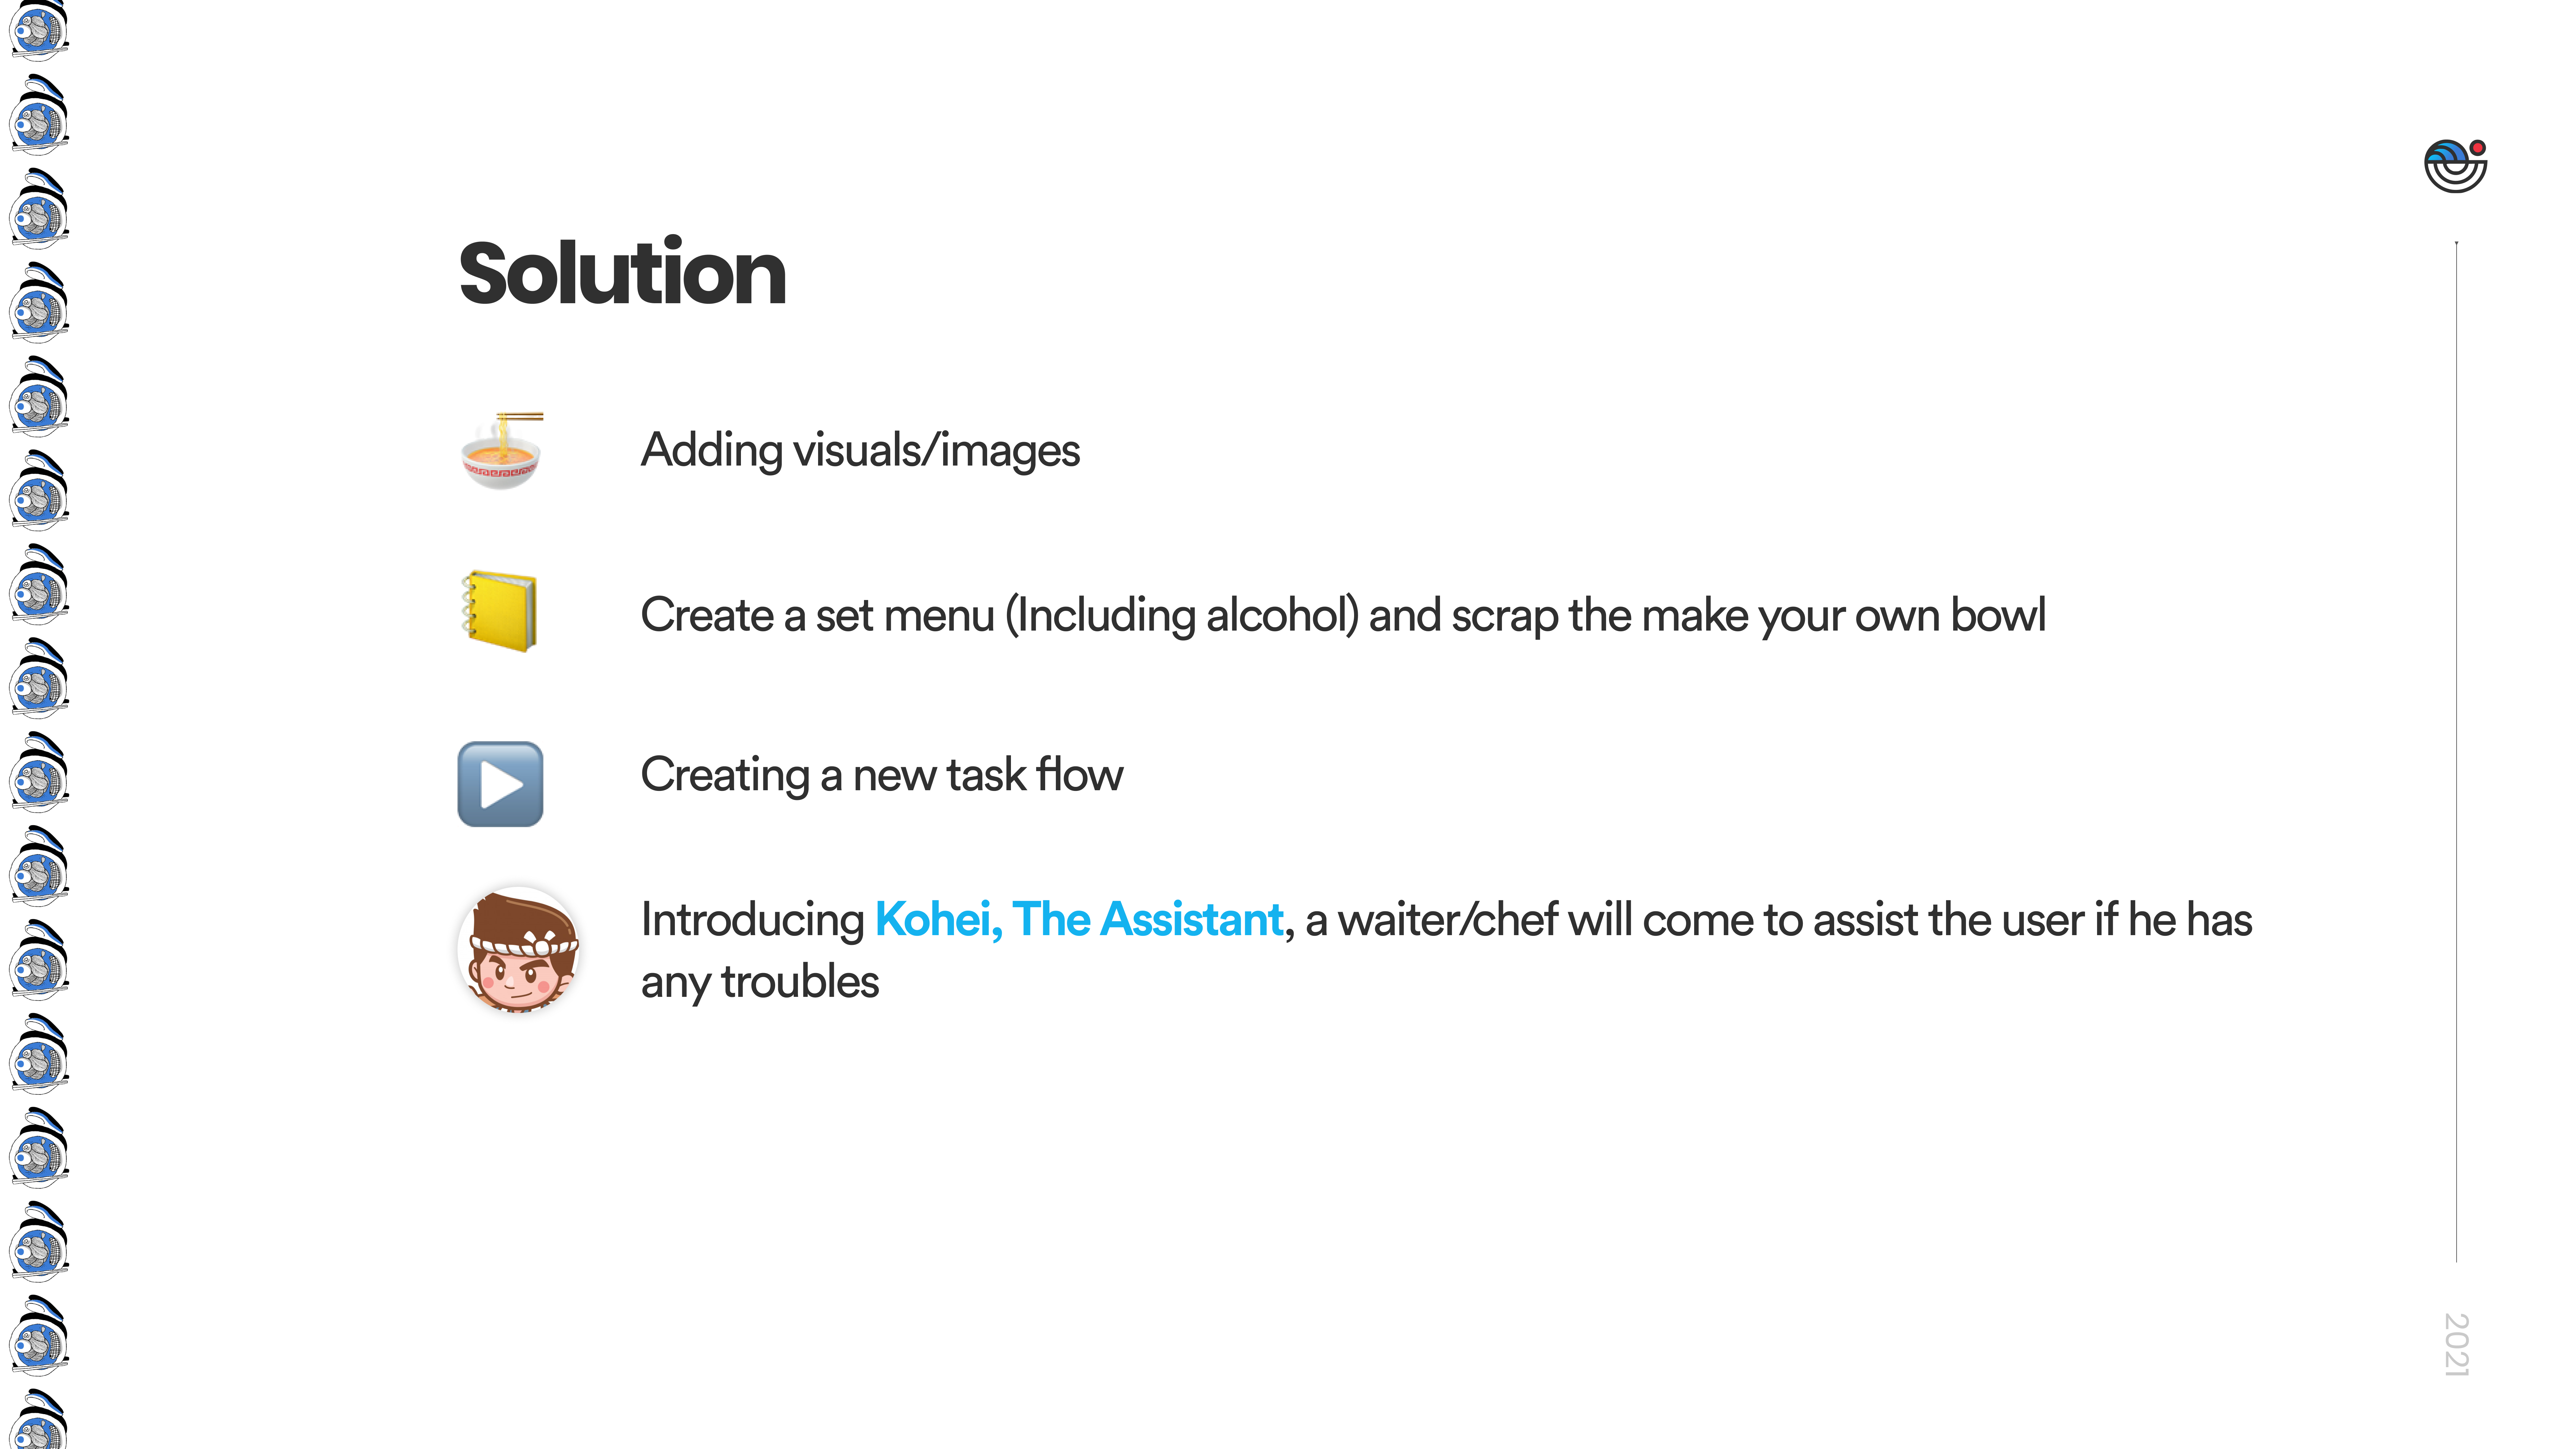 Solution
Adding visuals/images
Create a set menu (Including alcohol) and scrap the make your own bowl
Creating a new task flow
Introducing Kohei, The Assistant, a waiter/chef will come to assist the user if he has
any troubles
2021